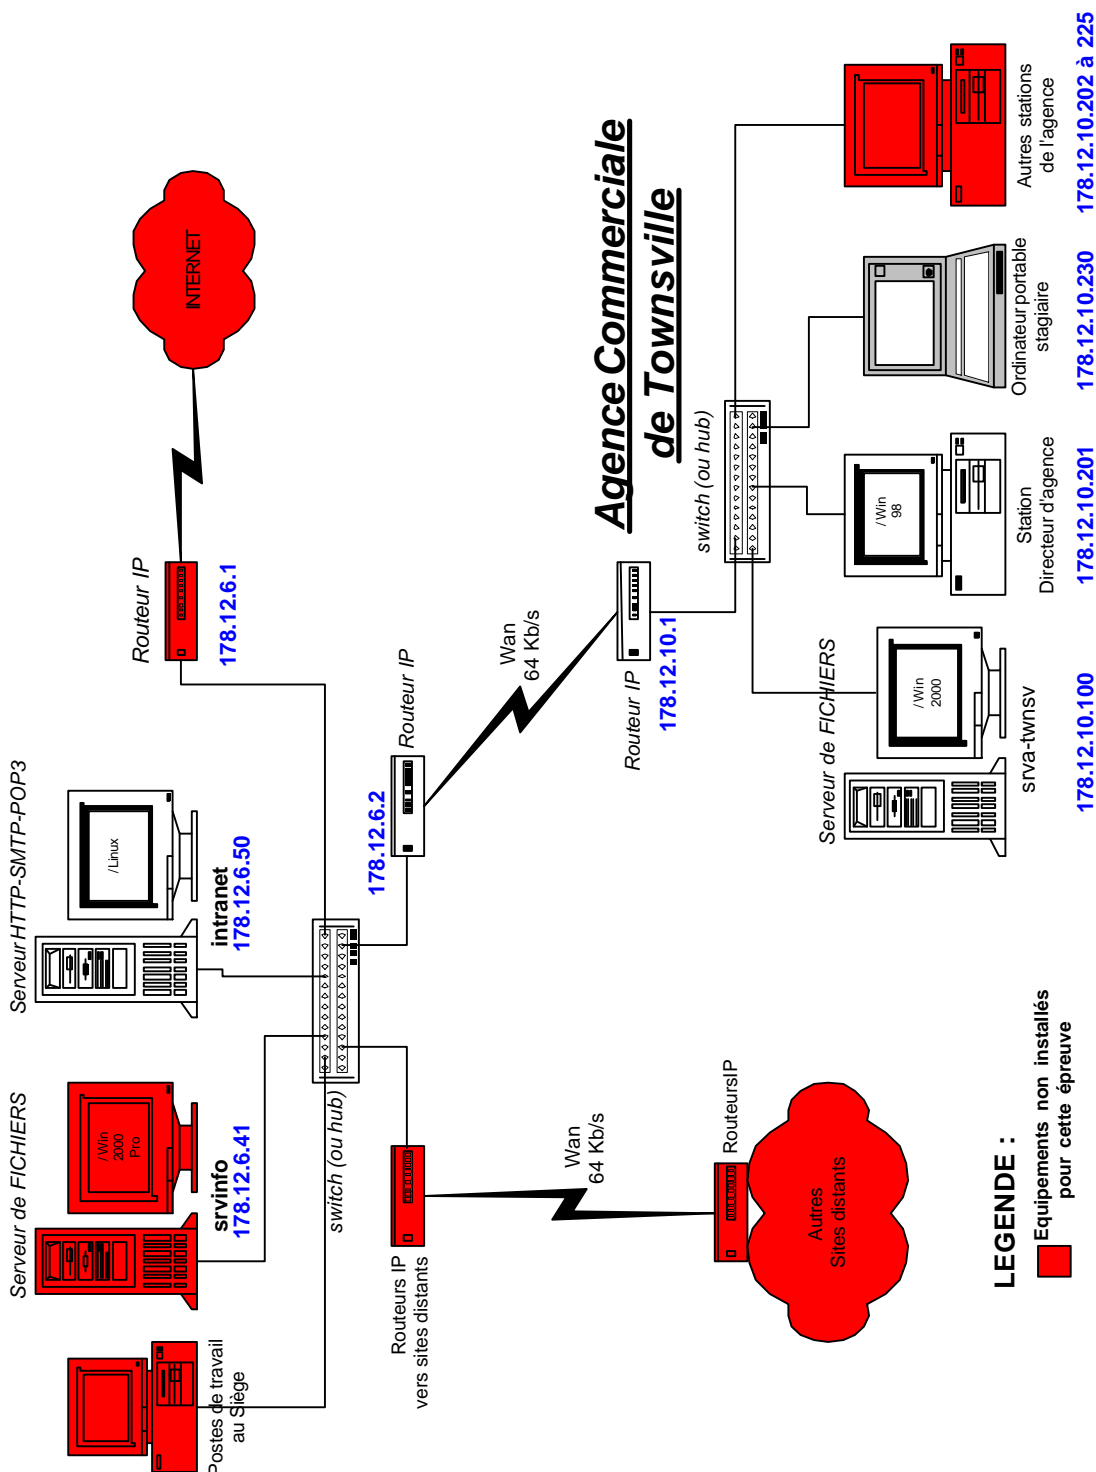 Serveur de FICHIERS
/ Win
2000
Pro
srvinfo
178.12.6.41
Postes de travail
au Siège
Serveur HTTP-SMTP-POP3
/Linux
intranet
178.12.6.50
switch (ou hub)
Routeur IP
178.12.6.1
INTERNET
178.12.6.2
Routeur IP
Routeurs IP
vers sites distants
Wan
64 Kb/s
Wan
64 Kb/s
RouteursIP
Autres
Sites distants
Agence Commerciale
de Townsville
Routeur IP
178.12.10.1
switch (ou hub)
Serveur de FICHIERS
/ Win
2000
srva-twnsv
178.12.10.100
/ Win
98
Station
Directeur d'agence
178.12.10.201
Ordinateur portable
stagiaire
178.12.10.230
Autres stations
de l'agence
178.12.10.202 à 225
LEGENDE :
Equipements non installés
pour cette épreuve